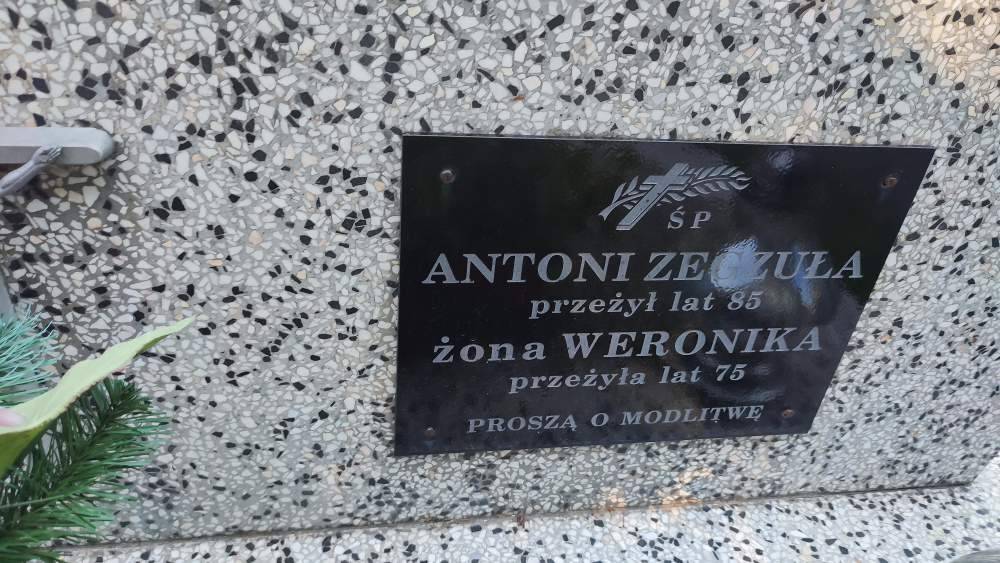 ŚP
ANTONI ZEGZUŁA
przeżył lat 85
żona WERONIKA
przeżyła lat 75
PROSZĄ O MODLITWĘ